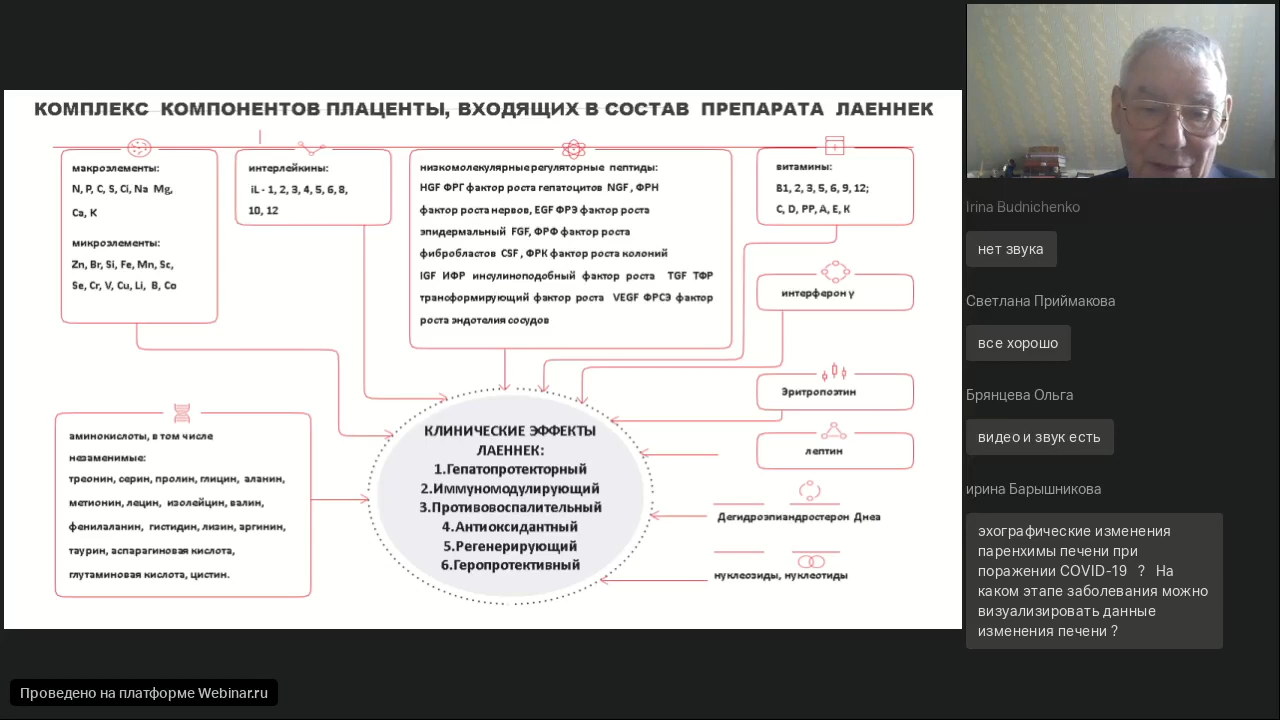 КОМПЛЕКС КОМПОНЕНТОВ ПЛАЦЕНТЫ, ВХОДЯЩИХ В СОСТАВ ПРЕПАРАТА ЛАЕННЕК
макроэлементы:
N, P, C, S, Ci, Na Mg,
Ca, K
микроэлементы:
Zn, Br, Si, Fe, Mn, Sc,
Se, Cr, V, Cu, Li, B, Co
интерлейкины:
iL - 1, 2, 3, 4, 5, 6, 8,
10, 12
низкомолекулярные регуляторные пептиды:
HGF ФРГ фактор роста гепатоцитов NGF , ФРН
фактор роста нервов, EGF ФРЭ фактор роста
эпидермальный FGF, ФРФ фактор роста
фибробластов CSF , ФРК фактор роста колоний
IGF ИФР инсулиноподобный фактор роста TGF ТФР
трансформирующий фактор роста VEGF ФРСЭ фактор
роста эндотелия сосудов
витамины:
B1, 2, 3, 5, 6, 9, 12;
C, D, PP, A, E, K
интерферон γ
Эритропоэтин
лептин
Дегидроэпиандростерон Днеа
нуклеозиды, нуклеотиды
аминокислоты, в том числе
незаменимые:
треонин, серин, пролин, глицин, аланин,
метионин, лецин, изолейцин, валин,
фенилаланин, гистидин, лизин, аргинин,
таурин, аспарагиновая кислота,
глутаминовая кислота, цистин.
КЛИНИЧЕСКИЕ ЭФФЕКТЫ
ЛАЕННЕК:
1.Гепатопротекторный
2.Иммуномодулирующий
3.Противовоспалительный
4.Антиоксидантный
5.Регенерирующий
6.Геропротективный
Irina Budnichenko
нет звука
Светлана Приймакова
все хорошо
Брянцева Ольга
видео и звук есть
ирина Барышникова
эхографические изменения
паренхимы печени при
поражении COVID-19 ? На
каком этапе заболевания можно
визуализировать данные
изменения печени ?
Проведено на платформе Webinar.ru